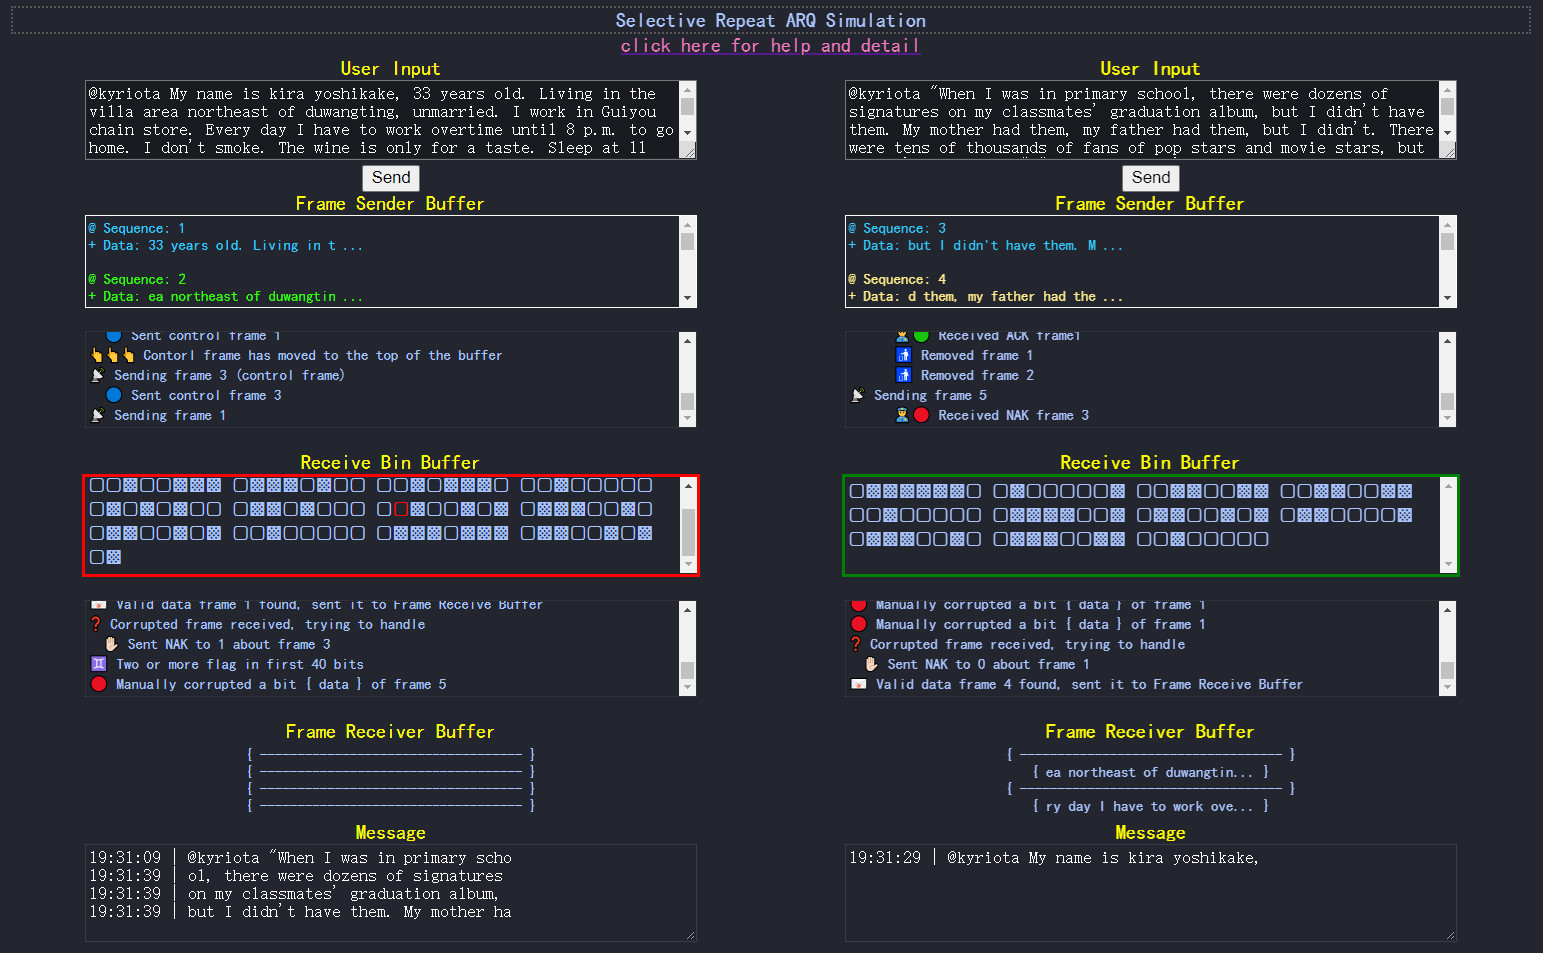 Selective Repeat ARQ Simulation
click here for help and detail
User Input
@kyriota My name is kira yoshikake, 33 years old. Living in the
villa area northeast of duwangting, unmarried. I work in Guiyou
chain store. Every day I have to work overtime until 8 p.m. to go
home. I don't smoke. The wine is only for a taste. Sleep at 11
Send
Frame Sender Buffer
@ Sequence: 1
+ Data: 33 years old. Living in t ...
@ Sequence: 2
+ Data: ea northeast of duwangtin ...
Sent control frame 1
Contorl frame has moved to the top of the buffer
Sending frame 3 (control frame)
Sent control frame 3
Sending frame 1
Receive Bin Buffer
Valid data frame 1 found, sent it to Frame Receive Buffer
Corrupted frame received, trying to handle
Sent NAK to 1 about frame 3
Two or more flag in first 40 bits
Manually corrupted a bit { data } of frame 5
Frame Receiver Buffer
{ ----------------------------------- }
{ ----------------------------------- }
{ ----------------------------------- }
{ ----------------------------------- }
Message
19:31:09 | @kyriota "When I was in primary scho
19:31:39 | ol, there were dozens of signatures
19:31:39 | on my classmates' graduation album,
19:31:39 | but I didn't have them. My mother ha
User Input
@kyriota "When I was in primary school, there were dozens of
signatures on my classmates' graduation album, but I didn't have
them. My mother had them, my father had them, but I didn't. There
were tens of thousands of fans of pop stars and movie stars, but
Send
Frame Sender Buffer
@ Sequence: 3
+ Data: but I didn't have them. M ...
@ Sequence: 4
+ Data: d them, my father had the ...
Received ACK frame1
Removed frame 1
Removed frame 2
Sending frame 5
Received NAK frame 3
Receive Bin Buffer
Manually corrupted a bit { data } of frame 1
Manually corrupted a bit { data } of frame 1
Corrupted frame received, trying to handle
Sent NAK to 0 about frame 1
Valid data frame 4 found, sent it to Frame Receive Buffer
Frame Receiver Buffer
{ ----------------------------------- }
{ ea northeast of duwangtin... }
{ ----------------------------------- }
{ ry day I have to work ove... }
Message
19:31:29 | @kyriota My name is kira yoshikake,